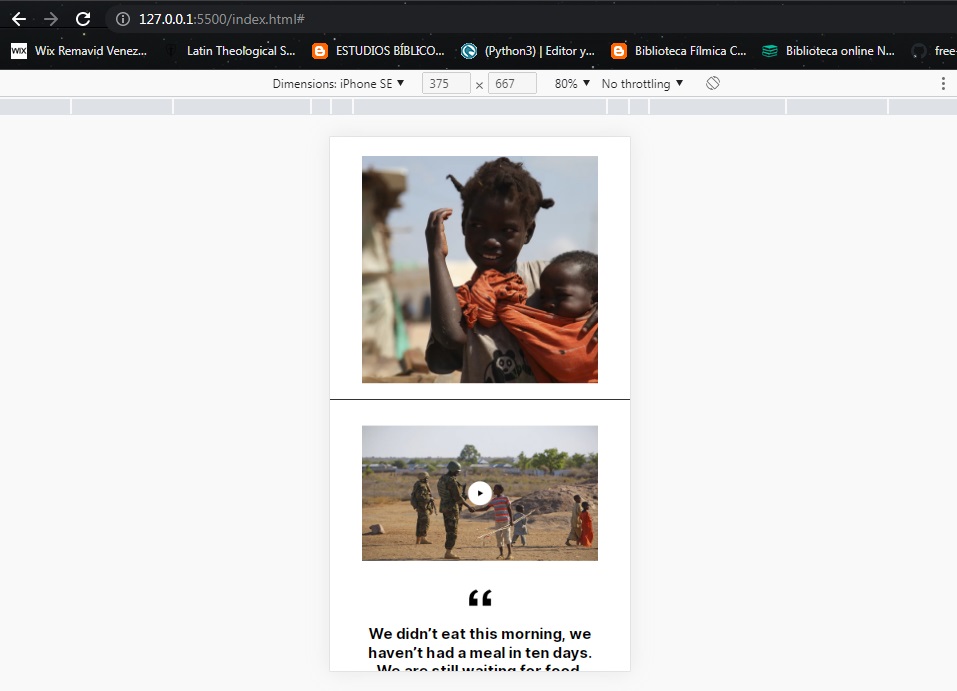 127.0.0.1:5500/index.html#
WiX Wix Remavid Venez... Latin Theological S... ESTUDIOS BÍBLICO... (Python3) | Editor y... Biblioteca Fílmica C... Biblioteca online N... free-
Dimensions: iPhone SE 375 × 667 80% No throttling
“
We didn’t eat this morning, we
haven’t had a meal in ten days.
We are still waiting for food.